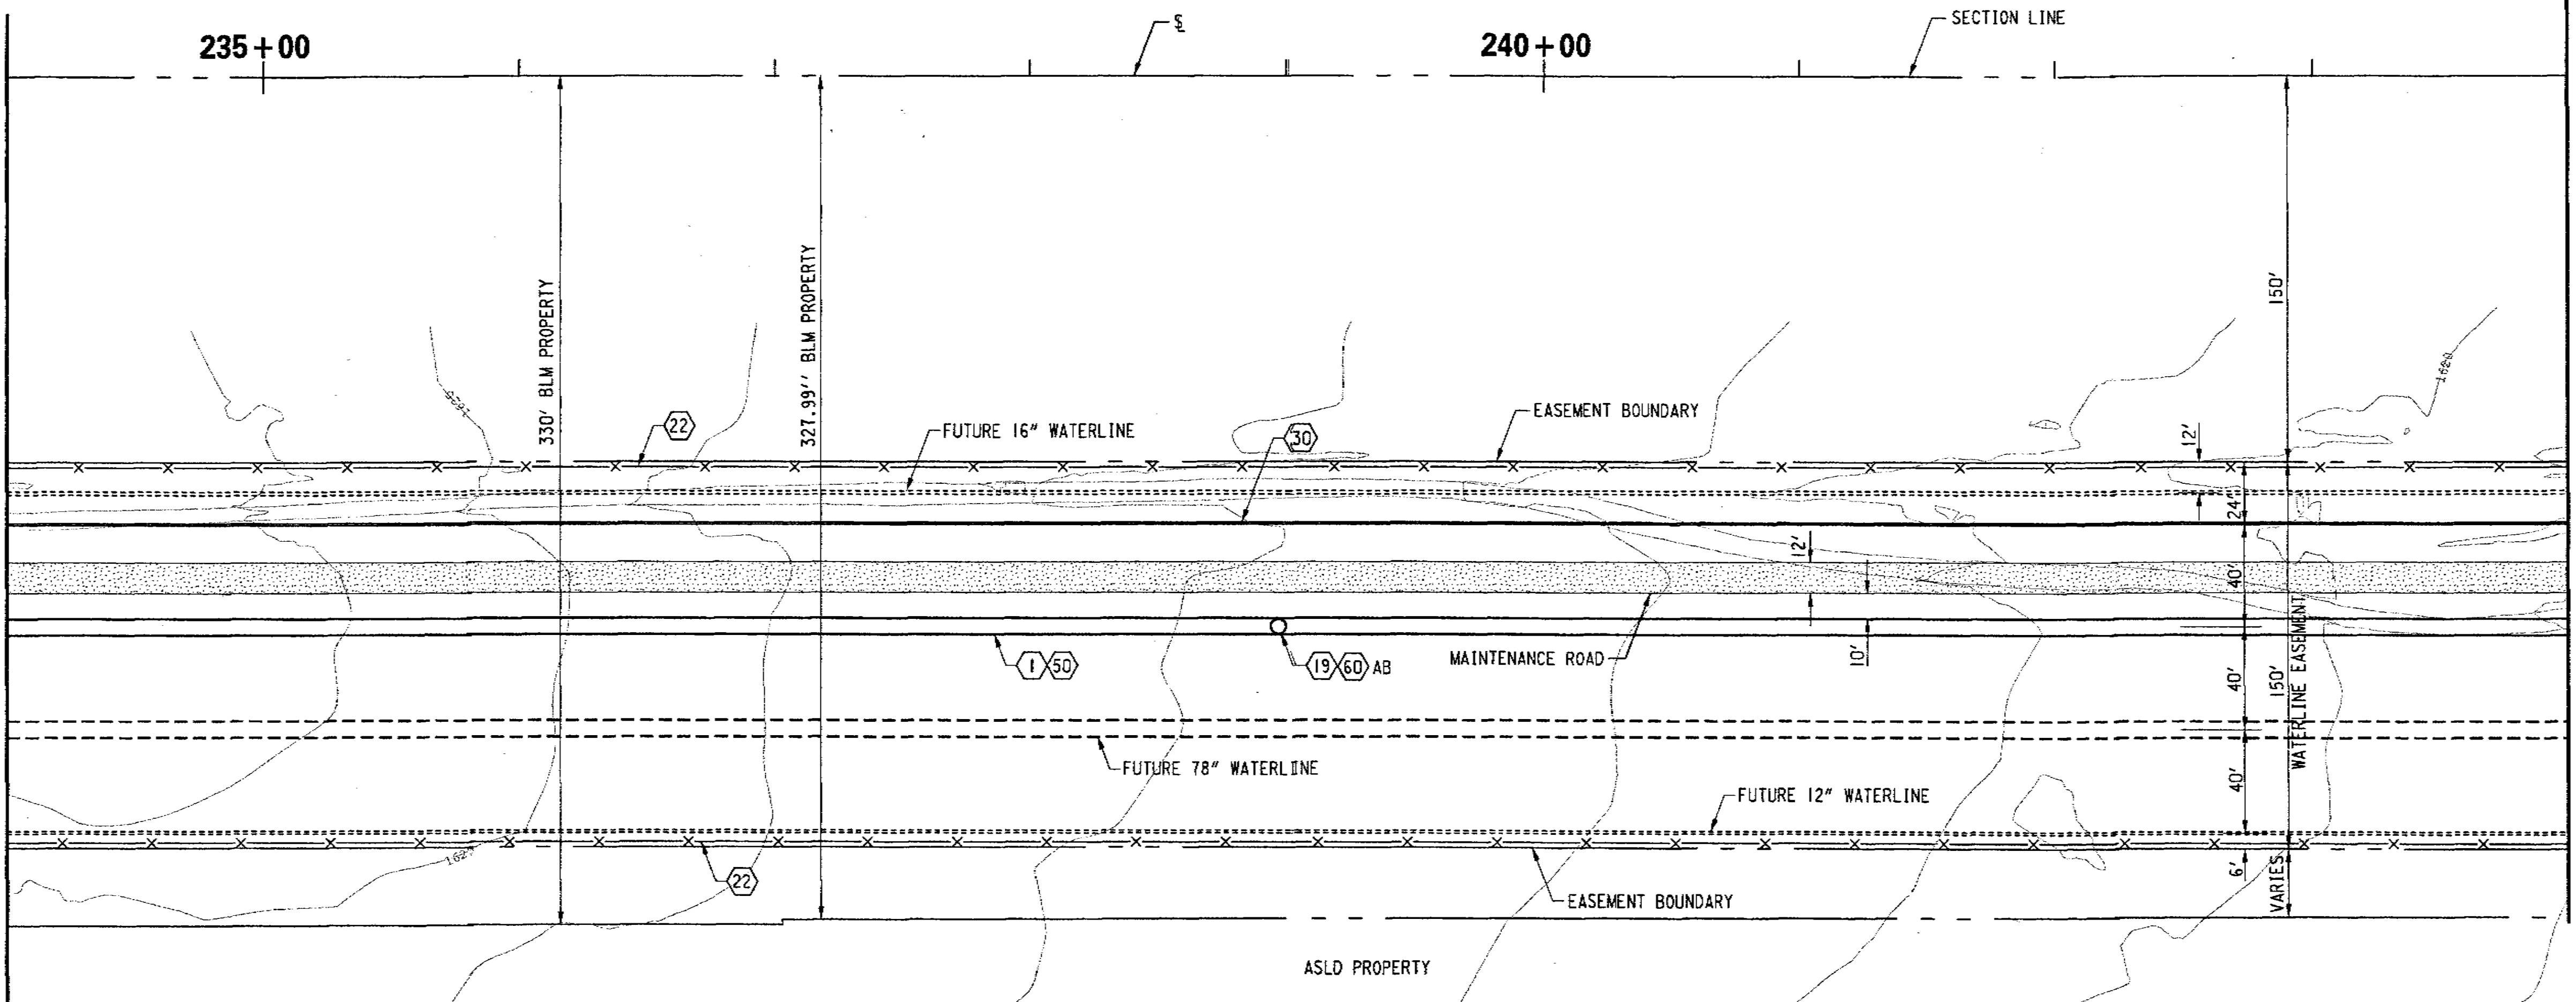 SECTION LINE
235+00
240+00
330' BLM PROPERTY
327.99'' BLM PROPERTY
150'
1620
22
FUTURE 16" WATERLINE
30
EASEMENT BOUNDARY
12'
24'
12'
40'
10'
1
50
19
60
AB
MAINTENANCE ROAD
40'
150'
WATERLINE EASEMENT
FUTURE 78" WATERLINE
40'
FUTURE 12" WATERLINE
22
EASEMENT BOUNDARY
6'
VARIES
ASLD PROPERTY